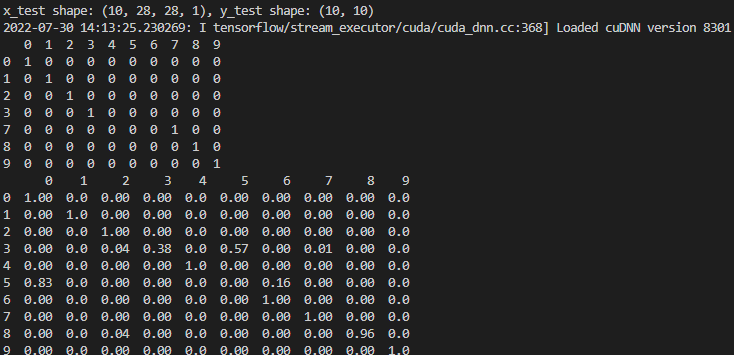 x_test shape: (10, 28, 28, 1), y_test shape: (10, 10)
2022-07-30 14:13:25.230269: I tensorflow/stream_executor/cuda/cuda_dnn.cc:368] Loaded cuDNN version 8301
   0  1  2  3  4  5  6  7  8  9
0  1  0  0  0  0  0  0  0  0  0
1  0  1  0  0  0  0  0  0  0  0
2  0  0  1  0  0  0  0  0  0  0
3  0  0  0  1  0  0  0  0  0  0
7  0  0  0  0  0  0  0  1  0  0
8  0  0  0  0  0  0  0  0  1  0
9  0  0  0  0  0  0  0  0  0  1
      0    1     2     3    4     5     6     7     8    9
0  1.00  0.0  0.00  0.00  0.0  0.00  0.00  0.00  0.00  0.0
1  0.00  1.0  0.00  0.00  0.0  0.00  0.00  0.00  0.00  0.0
2  0.00  0.0  1.00  0.00  0.0  0.00  0.00  0.00  0.00  0.0
3  0.00  0.0  0.04  0.38  0.0  0.57  0.00  0.01  0.00  0.0
4  0.00  0.0  0.00  0.00  1.0  0.00  0.00  0.00  0.00  0.0
5  0.83  0.0  0.00  0.00  0.0  0.00  0.16  0.00  0.00  0.0
6  0.00  0.0  0.00  0.00  0.0  0.00  1.00  0.00  0.00  0.0
7  0.00  0.0  0.00  0.00  0.0  0.00  0.00  1.00  0.00  0.0
8  0.00  0.0  0.04  0.00  0.0  0.00  0.00  0.00  0.96  0.0
9  0.00  0.0  0.00  0.00  0.0  0.00  0.00  0.00  0.00  1.0